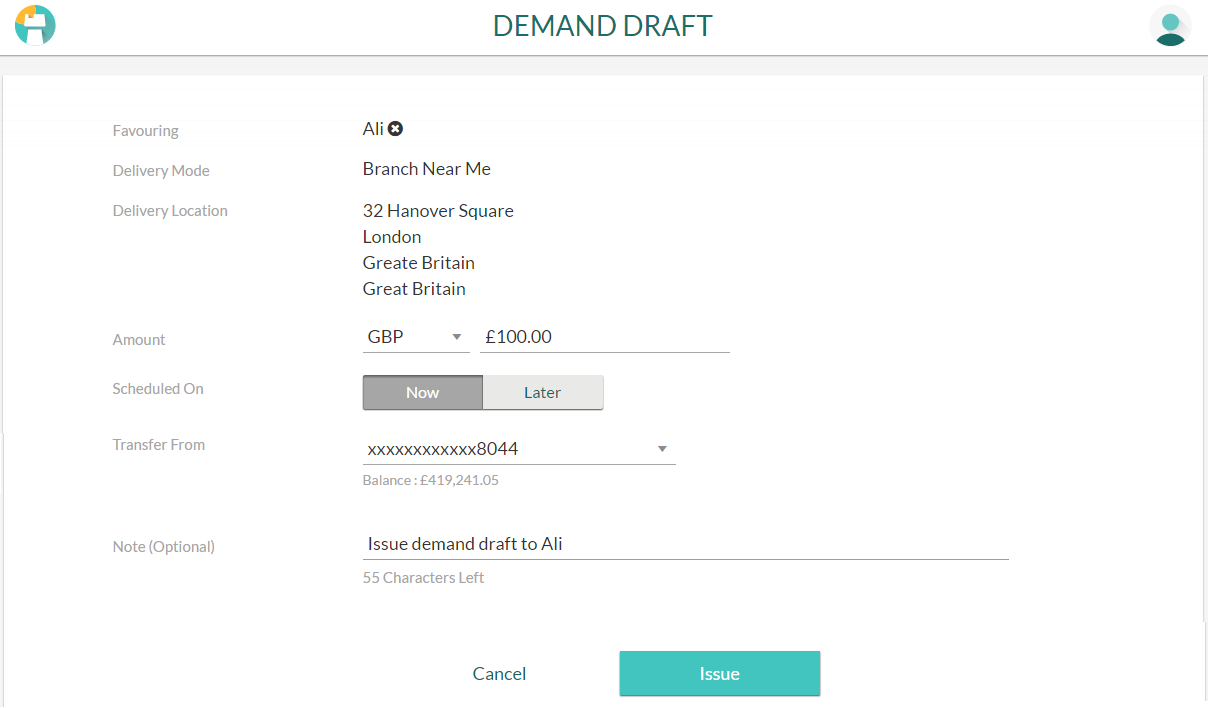 DEMAND DRAFT
Favouring Ali
Delivery Mode Branch Near Me
Delivery Location 32 Hanover Square
London
Greate Britain
Great Britain
Amount GBP £100.00
Scheduled On Now Later
Transfer From xxxxxxxxxxxx8044
Balance : £419,241.05
Note (Optional) Issue demand draft to Ali
55 Characters Left
Cancel Issue